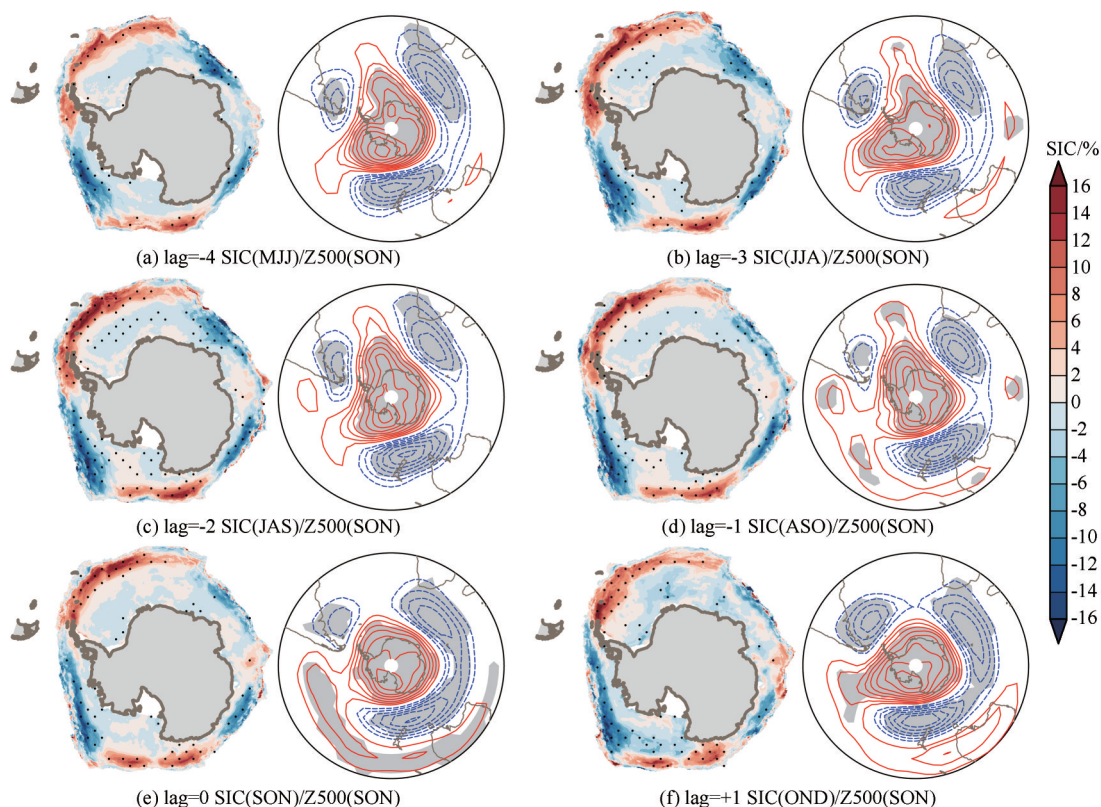 (a) lag=-4 SIC(MJJ)/Z500(SON)
(b) lag=-3 SIC(JJA)/Z500(SON)
(c) lag=-2 SIC(JAS)/Z500(SON)
(d) lag=-1 SIC(ASO)/Z500(SON)
(e) lag=0 SIC(SON)/Z500(SON)
(f) lag=+1 SIC(OND)/Z500(SON)
SIC/%
16
14
12
10
8
6
4
2
0
-2
-4
-6
-8
-10
-12
-14
-16